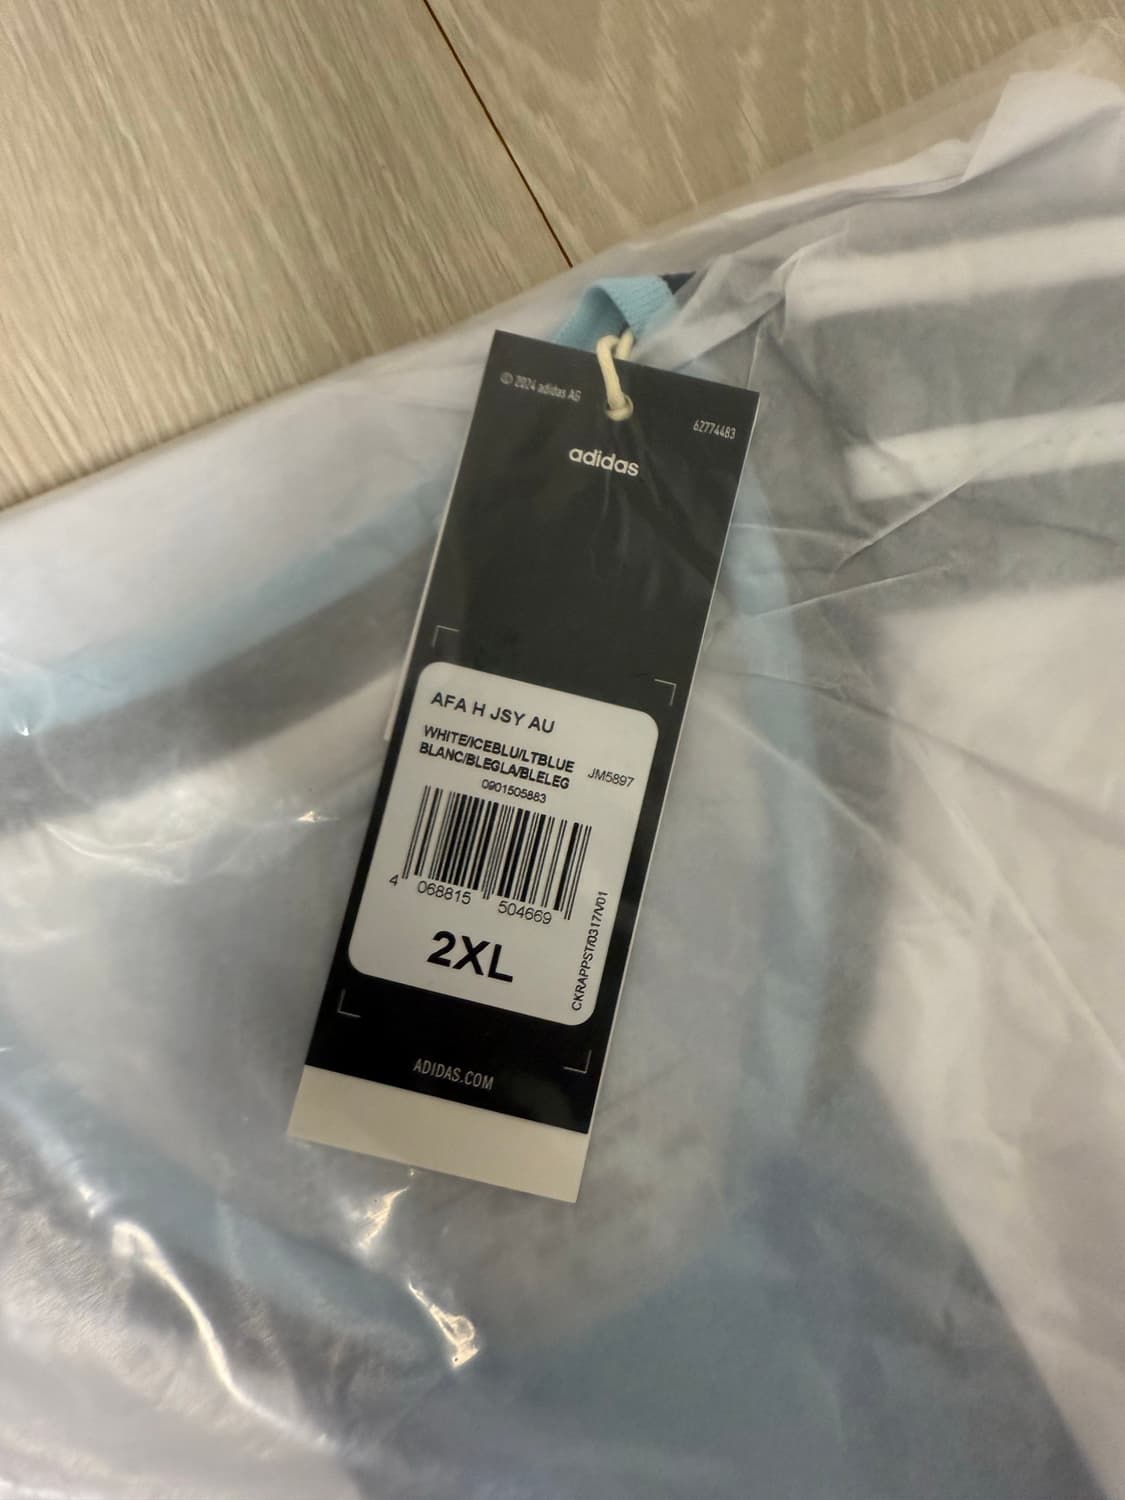 © 2024 adidas AG
62774483
adidas
AFA H JSY AU
WHITE/ICEBLU/LTBLUE
BLANC/BLEGLA/BLELEG
JM5897
0901505883
4 068815 504669
2XL
CKRAPPST/0317/V01
ADIDAS.COM